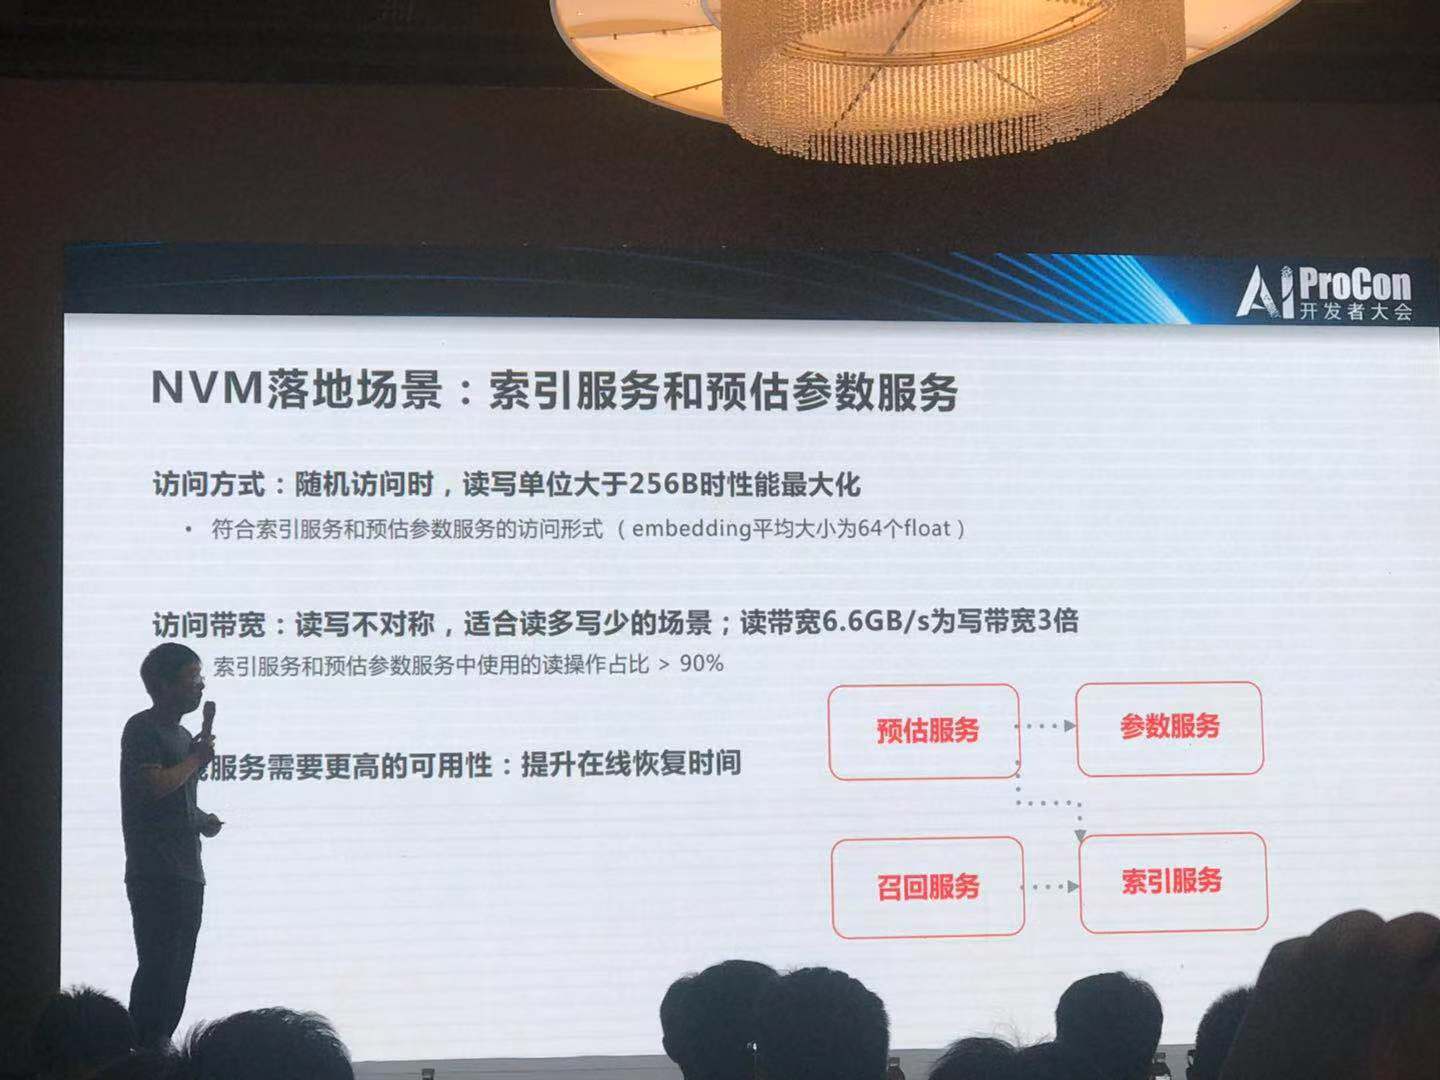 AI ProCon
开发者大会
NVM落地场景：索引服务和预估参数服务
访问方式：随机访问时，读写单位大于256B时性能最大化
• 符合索引服务和预估参数服务的访问形式（embedding平均大小为64个float）
访问带宽：读写不对称，适合读多写少的场景；读带宽6.6GB/s为写带宽3倍
索引服务和预估参数服务中使用的读操作占比 > 90%
服务需要更高的可用性：提升在线恢复时间
预估服务
参数服务
召回服务
索引服务